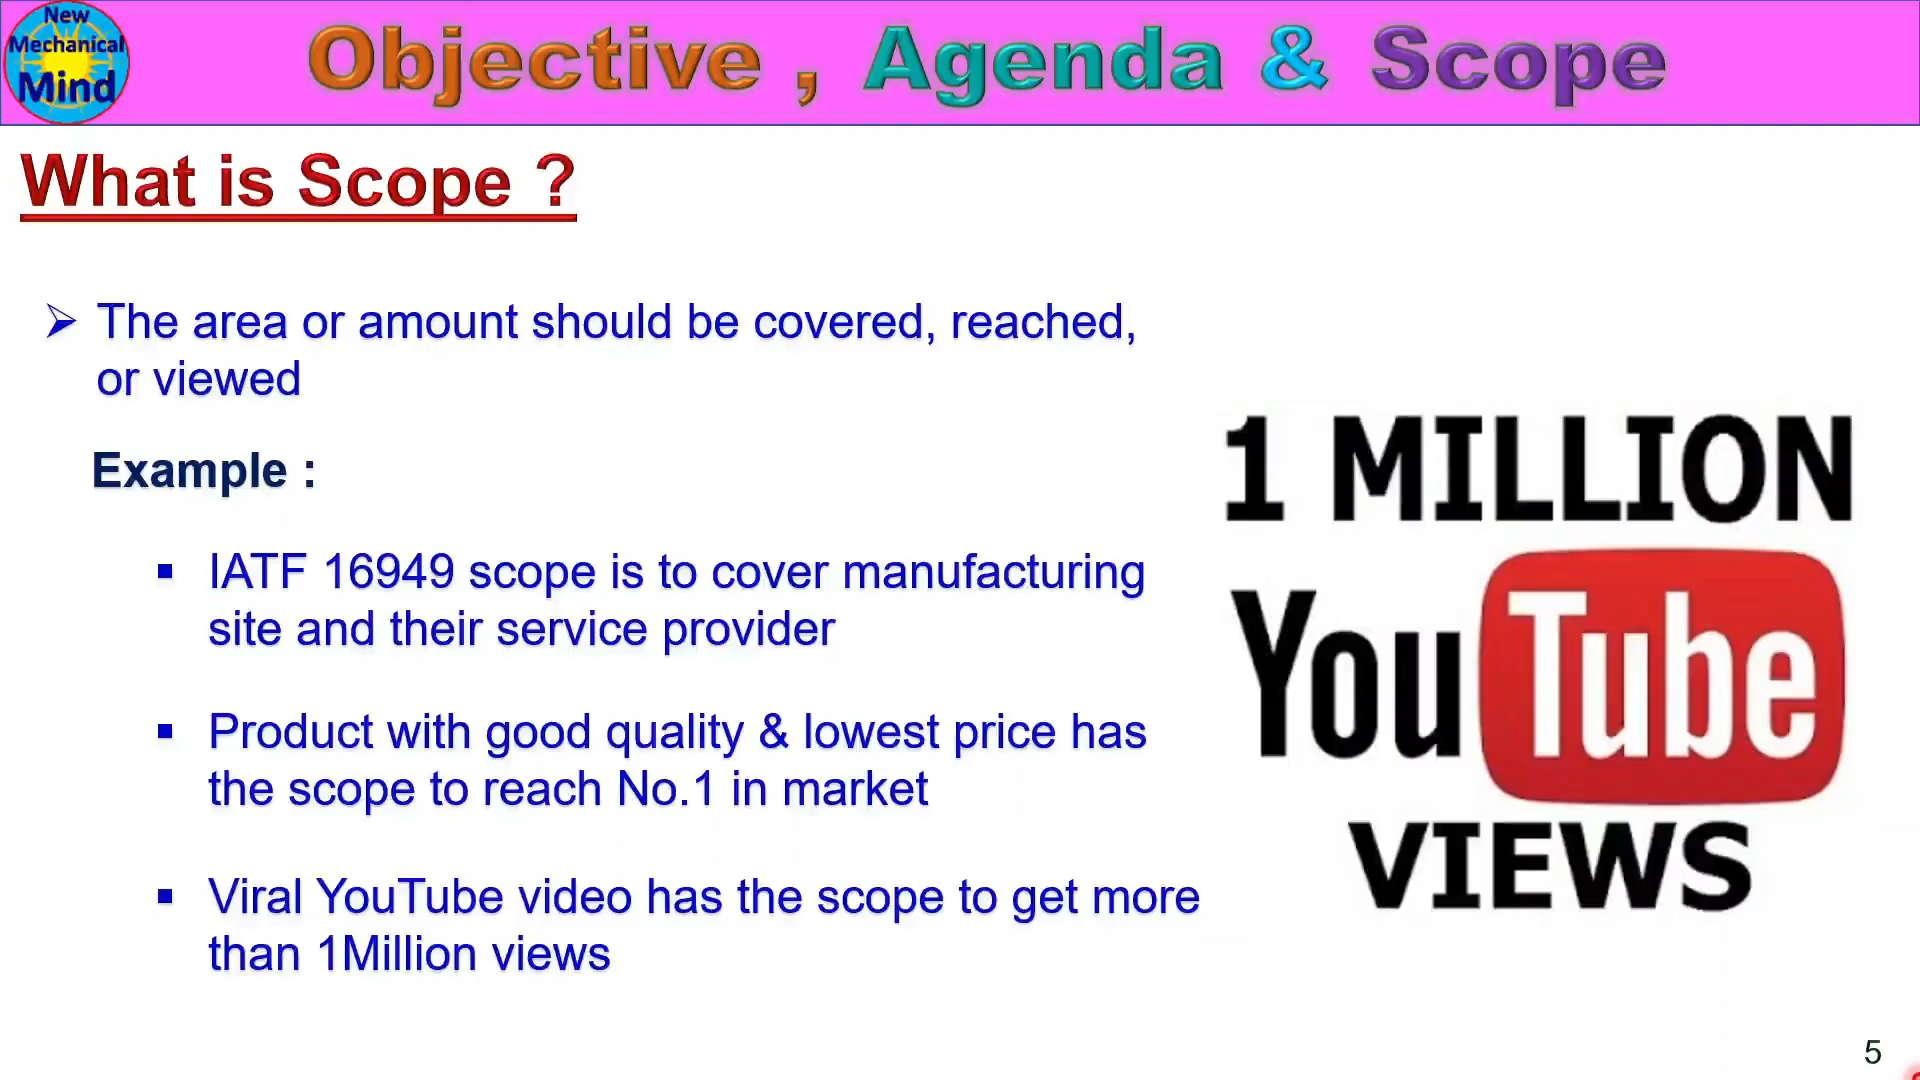 New
Mechanical
Mind
Objective , Agenda & Scope
What is Scope ?
The area or amount should be covered, reached,
or viewed
Example :
IATF 16949 scope is to cover manufacturing
site and their service provider
Product with good quality & lowest price has
the scope to reach No.1 in market
Viral YouTube video has the scope to get more
than 1Million views
1 MILLION
YouTube
VIEWS
5